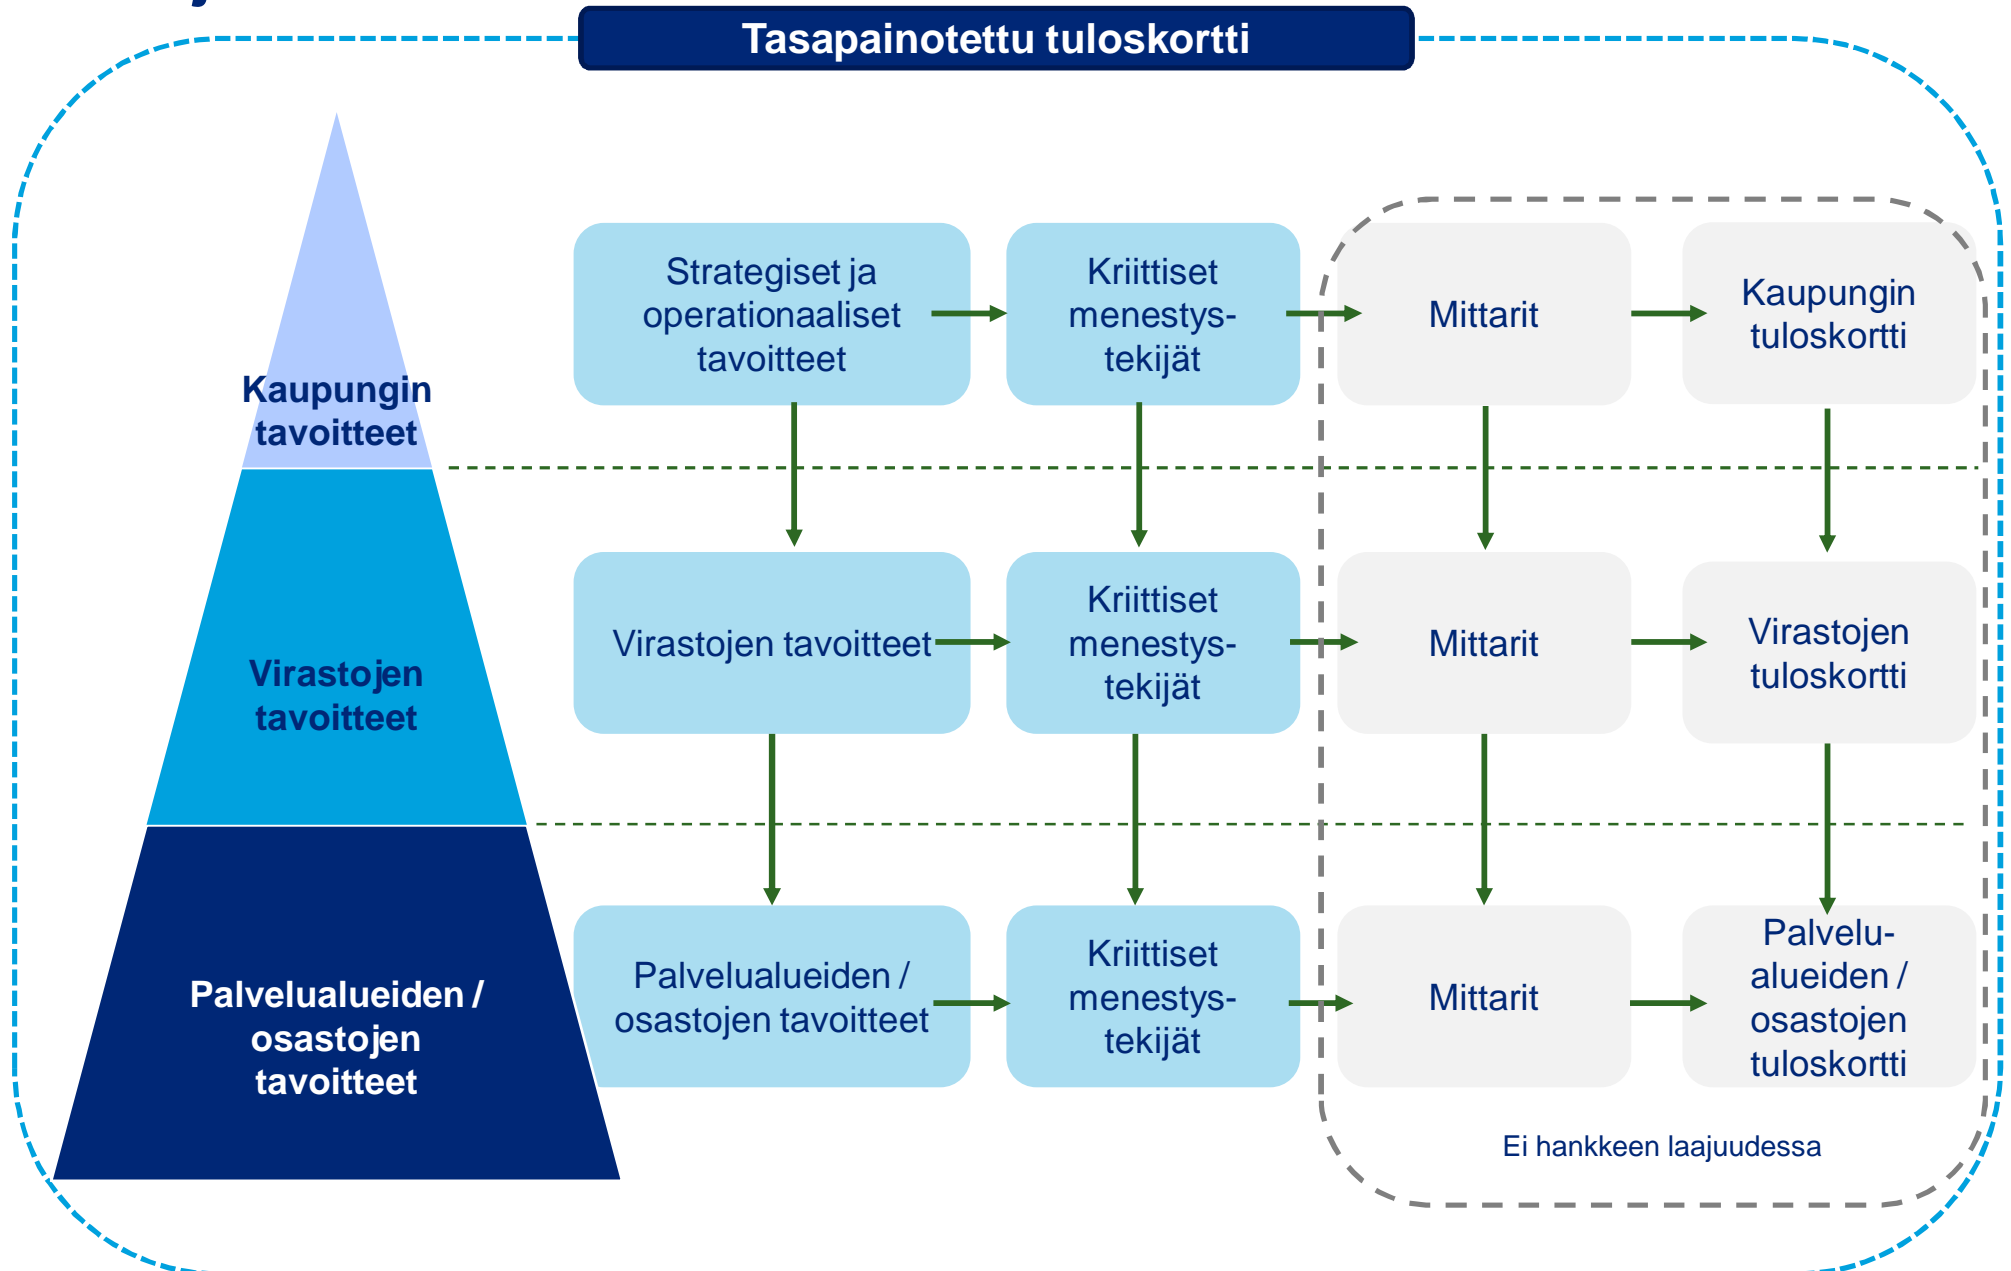 Tasapainotettu tuloskortti
Kaupungin
tavoitteet
Strategiset ja
operationaaliset
tavoitteet
Kriittiset
menestys-
tekijät
Mittarit
Kaupungin
tuloskortti
Virastojen
tavoitteet
Virastojen tavoitteet
Kriittiset
menestys-
tekijät
Mittarit
Virastojen
tuloskortti
Palvelualueiden /
osastojen
tavoitteet
Palvelualueiden /
osastojen tavoitteet
Kriittiset
menestys-
tekijät
Mittarit
Palvelu-
alueiden /
osastojen
tuloskortti
Ei hankkeen laajuudessa